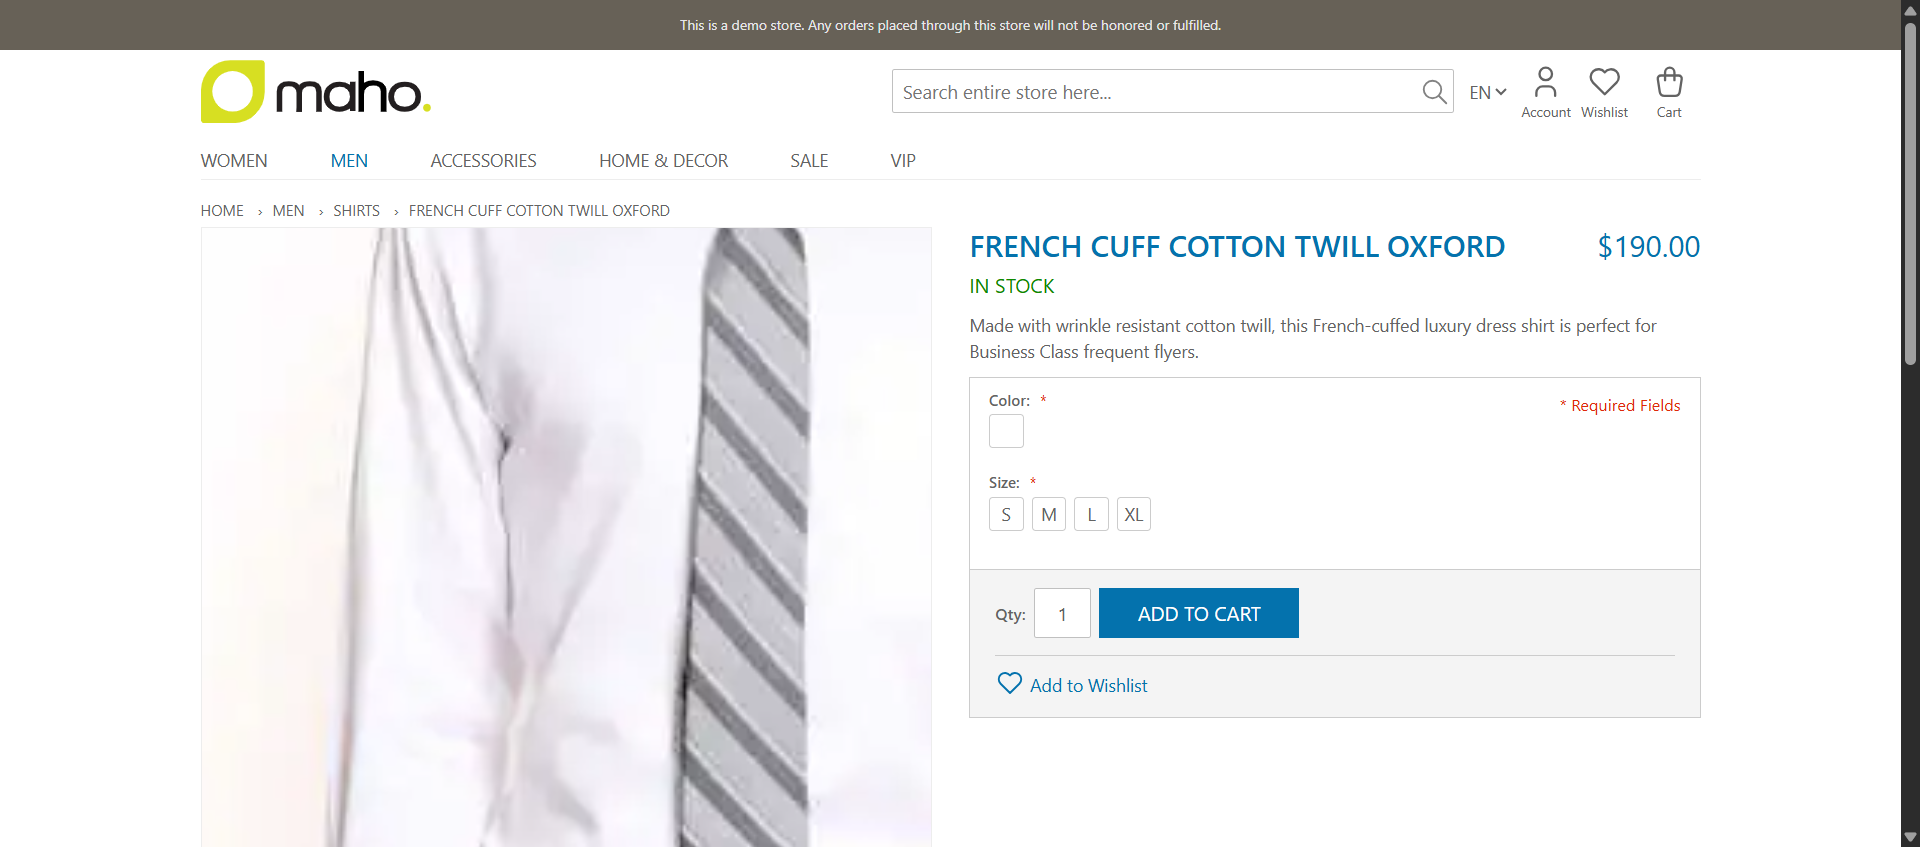 This is a demo store. Any orders placed through this store will not be honored or fulfilled.
maho.
Search entire store here...
EN
Account
Wishlist
Cart
WOMEN
MEN
ACCESSORIES
HOME & DECOR
SALE
VIP
HOME › MEN › SHIRTS › FRENCH CUFF COTTON TWILL OXFORD
FRENCH CUFF COTTON TWILL OXFORD
$190.00
IN STOCK
Made with wrinkle resistant cotton twill, this French-cuffed luxury dress shirt is perfect for
Business Class frequent flyers.
Color: *
* Required Fields
Size: *
S
M
L
XL
Qty:
1
ADD TO CART
Add to Wishlist